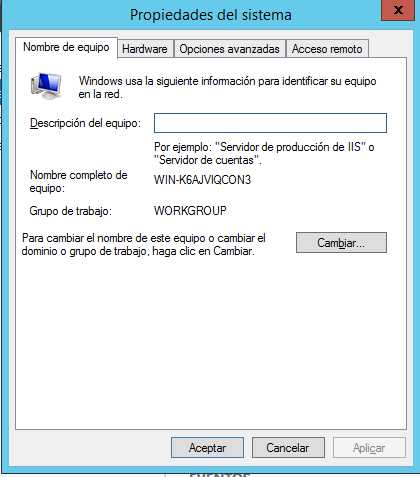 Propiedades del sistema
x
Nombre de equipo
Hardware
Opciones avanzadas
Acceso remoto
Windows usa la siguiente información para identificar su equipo
en la red.
Descripción del equipo:
Por ejemplo: "Servidor de producción de IIS" o
"Servidor de cuentas".
Nombre completo de
equipo:
WIN-K6AJVIQCON3
Grupo de trabajo:
WORKGROUP
Para cambiar el nombre de este equipo o cambiar el
dominio o grupo de trabajo, haga clic en Cambiar.
Cambiar...
Aceptar
Cancelar
Aplicar
EVENTOS